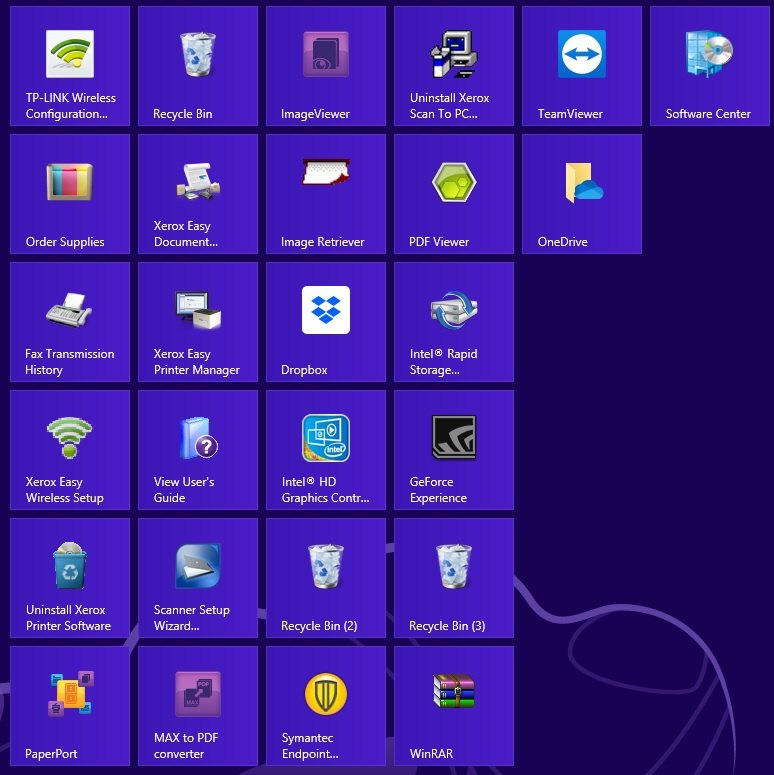 TP-LINK Wireless
Configuration...
Recycle Bin
ImageViewer
Uninstall Xerox
Scan To PC...
TeamViewer
Software Center
Order Supplies
Xerox Easy
Document...
Image Retriever
PDF Viewer
OneDrive
Fax Transmission
History
Xerox Easy
Printer Manager
Dropbox
Intel® Rapid
Storage...
Xerox Easy
Wireless Setup
View User's
Guide
intel
Intel® HD
Graphics Contr...
GeForce
Experience
Uninstall Xerox
Printer Software
Scanner Setup
Wizard...
Recycle Bin (2)
Recycle Bin (3)
PaperPort
PDF
MAX
MAX to PDF
converter
Symantec
Endpoint...
WinRAR